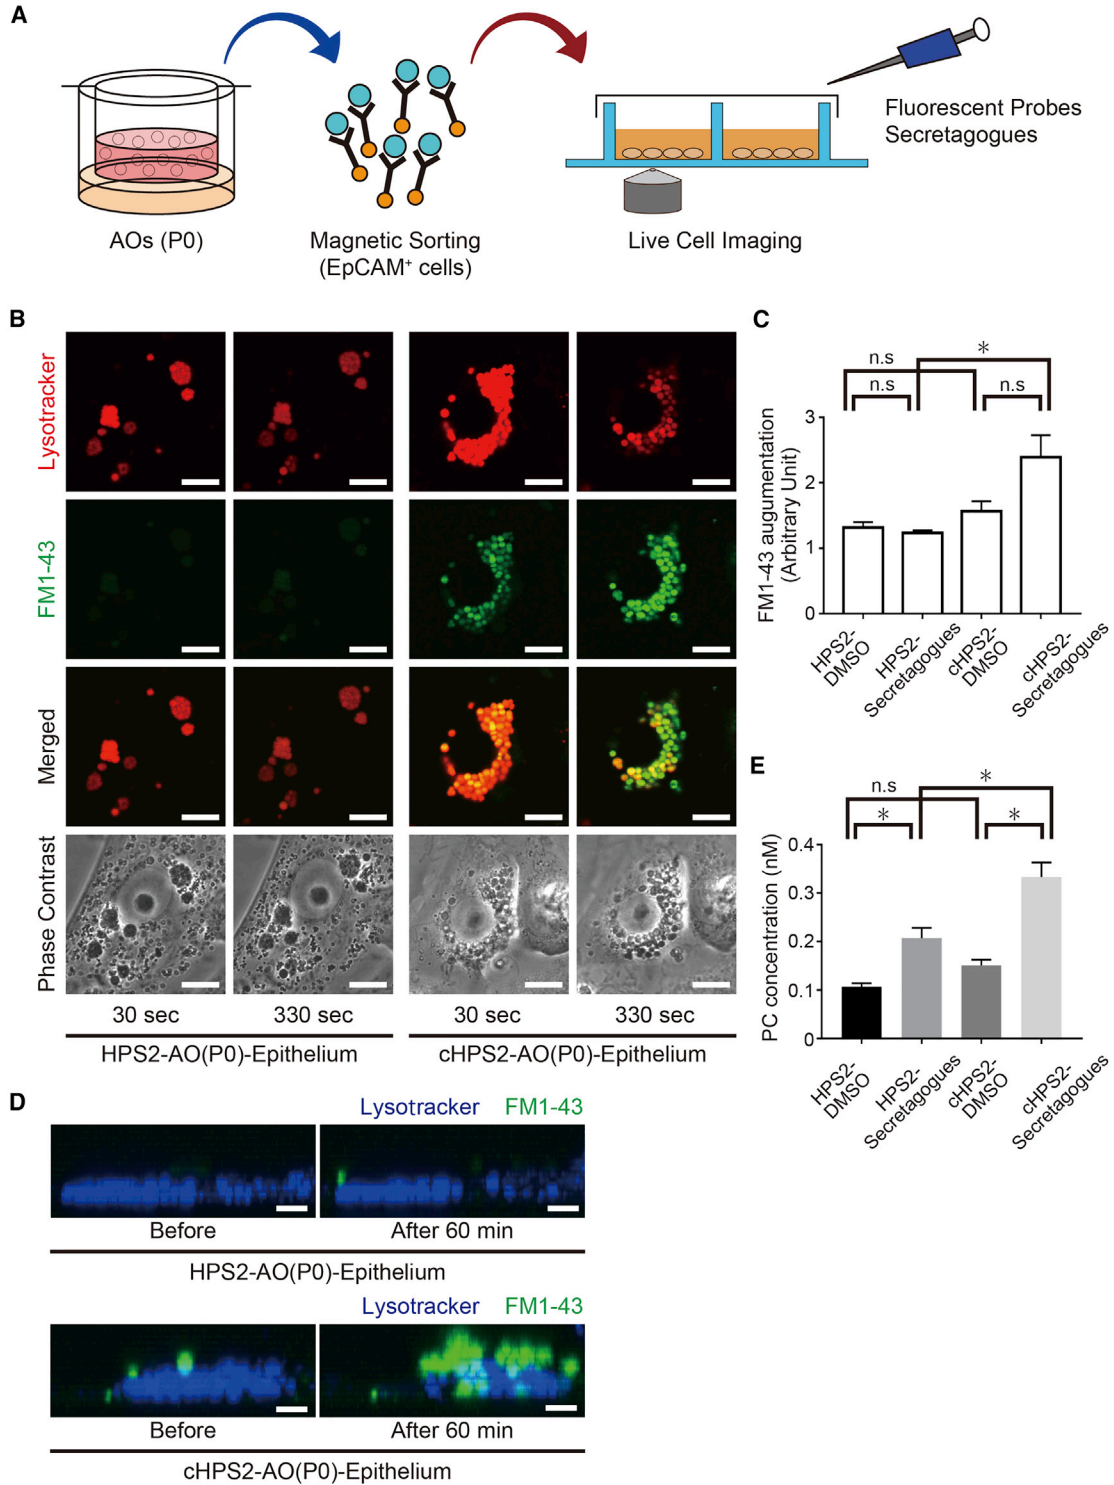 A
Fluorescent Probes
Secretagogues
AOs (P0)
Magnetic Sorting
(EpCAM+ cells)
Live Cell Imaging
B
Lysotracker
FM1-43
Merged
Phase Contrast
30 sec
330 sec
30 sec
330 sec
HPS2-AO(P0)-Epithelium
cHPS2-AO(P0)-Epithelium
C
n.s
*
n.s
n.s
FM1-43 augumentation
(Arbitrary Unit)
3
2
1
0
HPS2-
DMSO
HPS2-
Secretagogues
cHPS2-
DMSO
cHPS2-
Secretagogues
D
Lysotracker FM1-43
Before
After 60 min
HPS2-AO(P0)-Epithelium
Lysotracker FM1-43
Before
After 60 min
cHPS2-AO(P0)-Epithelium
E
n.s
*
*
*
PC concentration (nM)
0.4
0.3
0.2
0.1
0
HPS2-
DMSO
HPS2-
Secretagogues
cHPS2-
DMSO
cHPS2-
Secretagogues